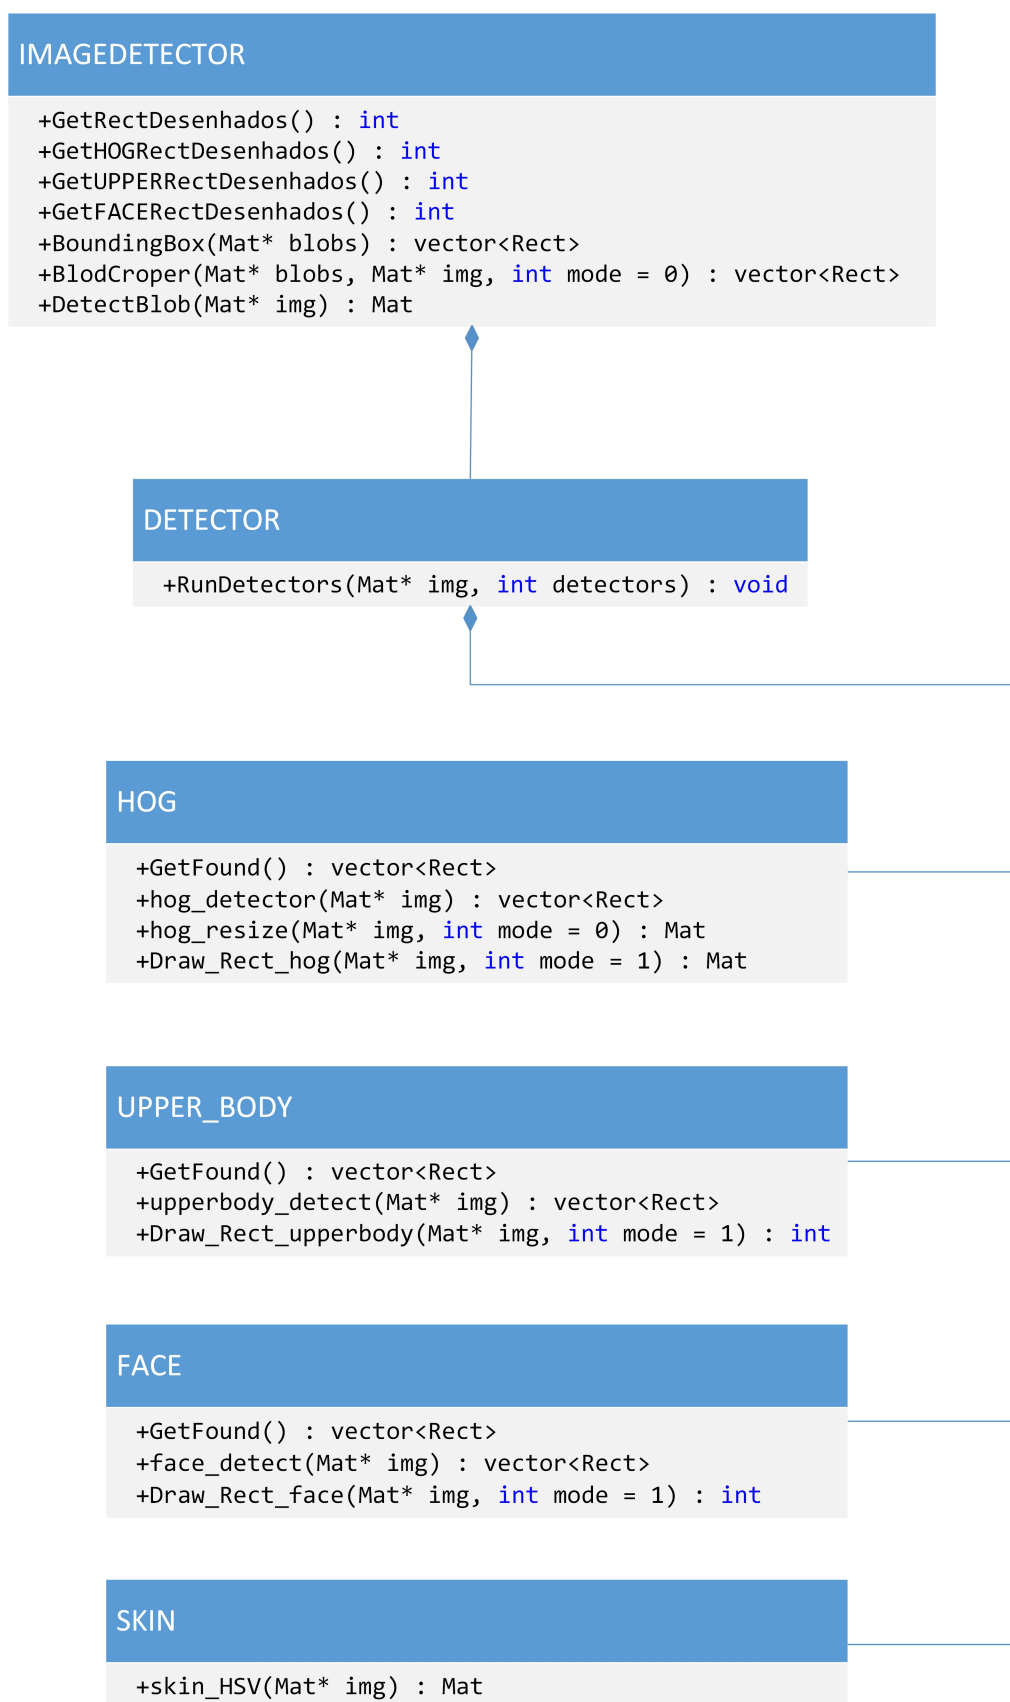 IMAGEDETECTOR
+GetRectDesenhados() : int
+GetHOGRectDesenhados() : int
+GetUPPERRectDesenhados() : int
+GetFACERectDesenhados() : int
+BoundingBox(Mat* blobs) : vector<Rect>
+BlodCroper(Mat* blobs, Mat* img, int mode = 0) : vector<Rect>
+DetectBlob(Mat* img) : Mat
DETECTOR
+RunDetectors(Mat* img, int detectors) : void
HOG
+GetFound() : vector<Rect>
+hog_detector(Mat* img) : vector<Rect>
+hog_resize(Mat* img, int mode = 0) : Mat
+Draw_Rect_hog(Mat* img, int mode = 1) : Mat
UPPER_BODY
+GetFound() : vector<Rect>
+upperbody_detect(Mat* img) : vector<Rect>
+Draw_Rect_upperbody(Mat* img, int mode = 1) : int
FACE
+GetFound() : vector<Rect>
+face_detect(Mat* img) : vector<Rect>
+Draw_Rect_face(Mat* img, int mode = 1) : int
SKIN
+skin_HSV(Mat* img) : Mat